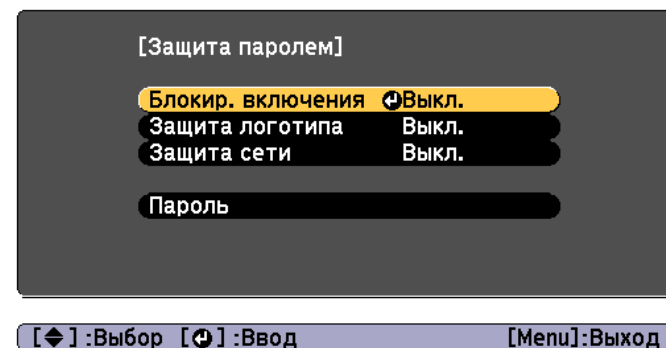 [Защита паролем]
Блокир. включения Выкл.
Защита логотипа Выкл.
Защита сети Выкл.
Пароль
[◆]:Выбор [⏎]:Ввод [Menu]:Выход